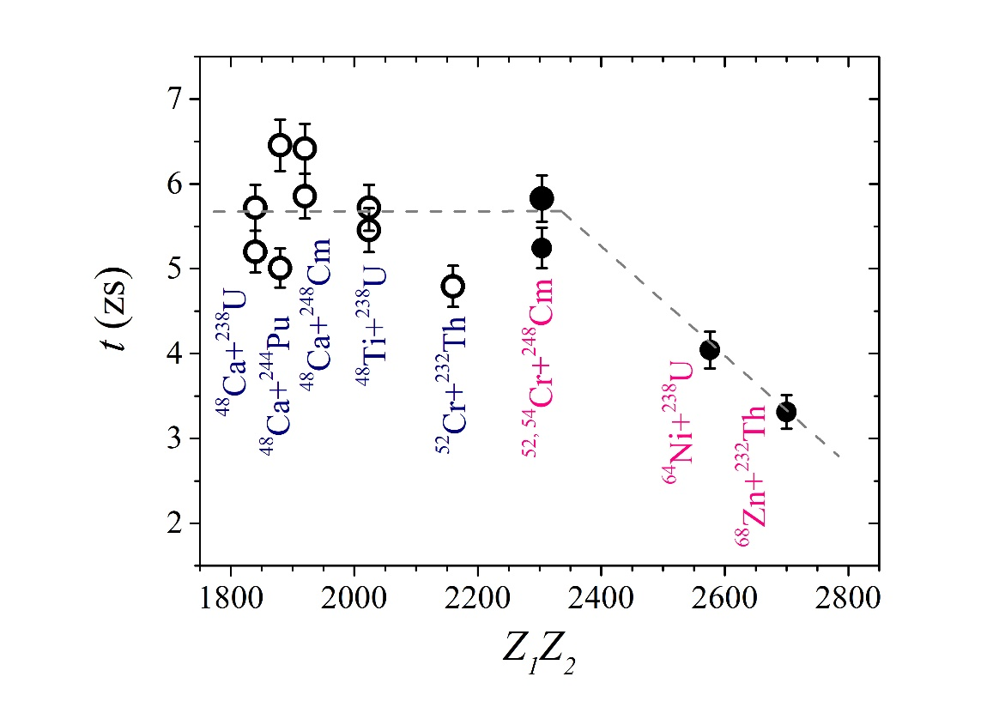 7
6
5
4
3
2
t (zs)
⁴⁸Ca+²³⁸U
⁴⁸Ca+²⁴⁴Pu
⁴⁸Ca+²⁴⁸Cm
⁴⁸Ti+²³⁸U
⁵²Cr+²³²Th
⁵²,⁵⁴Cr+²⁴⁸Cm
⁶⁴Ni+²³⁸U
⁶⁸Zn+²³²Th
1800 2000 2200 2400 2600 2800
Z₁Z₂